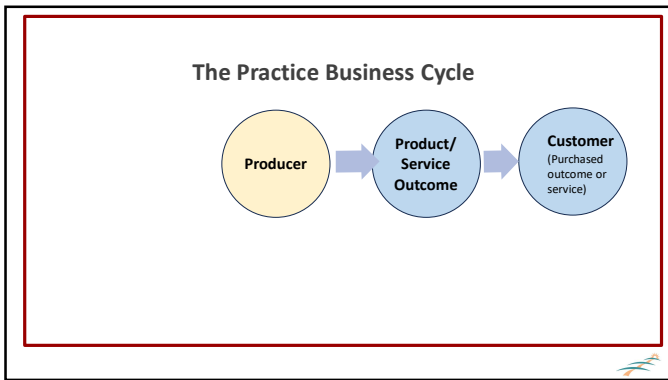 The Practice Business Cycle
Producer
Product/
Service
Outcome
Customer
(Purchased
outcome or
service)